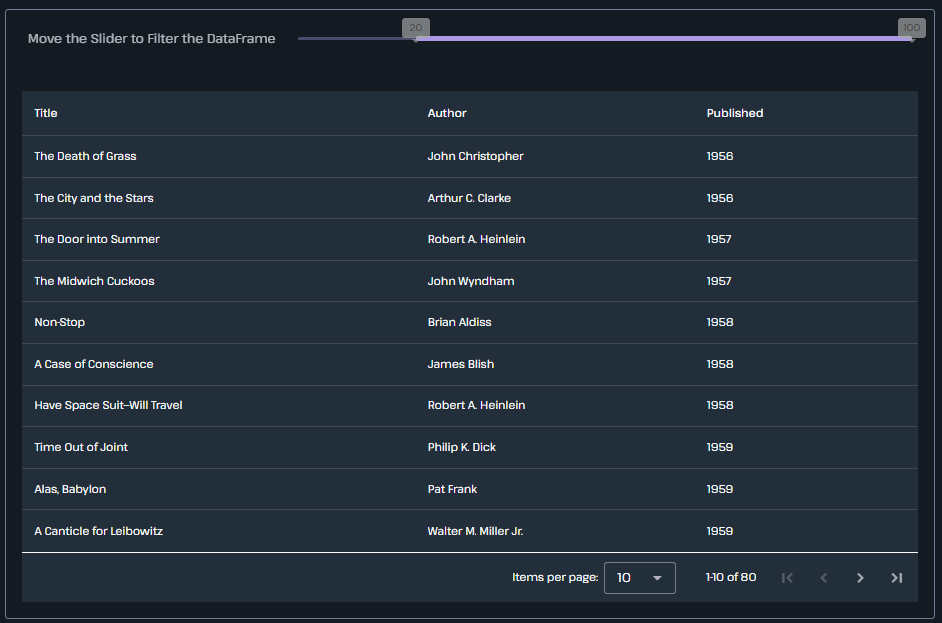 20 100
Move the Slider to Filter the DataFrame
Title Author Published
The Death of Grass John Christopher 1956
The City and the Stars Arthur C. Clarke 1956
The Door into Summer Robert A. Heinlein 1957
The Midwich Cuckoos John Wyndham 1957
Non-Stop Brian Aldiss 1958
A Case of Conscience James Blish 1958
Have Space Suit—Will Travel Robert A. Heinlein 1958
Time Out of Joint Philip K. Dick 1959
Alas, Babylon Pat Frank 1959
A Canticle for Leibowitz Walter M. Miller Jr. 1959
Items per page: 10 1-10 of 80